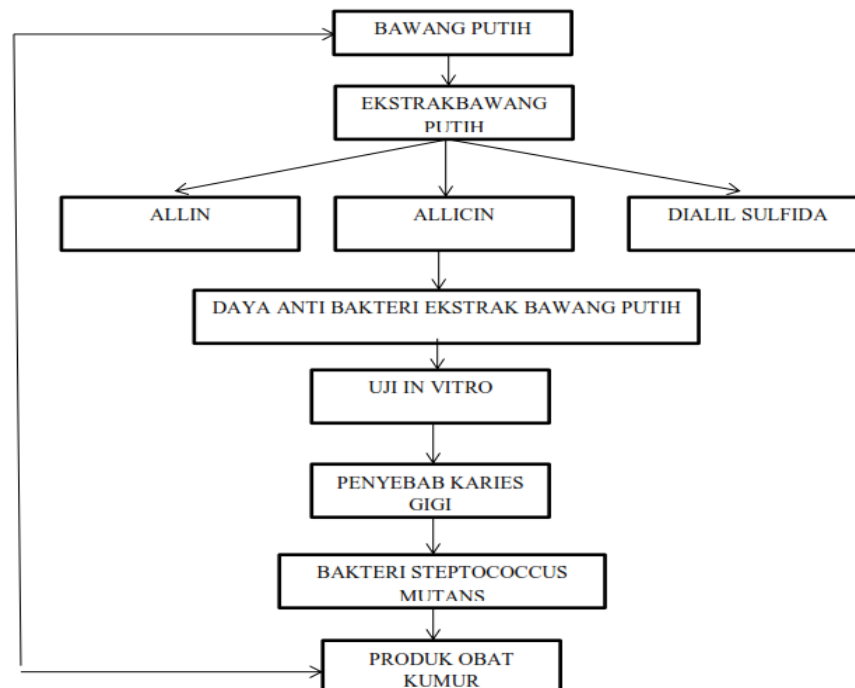 BAWANG PUTIH
EKSTRAKBAWANG
PUTIH
ALLIN
ALLICIN
DIALIL SULFIDA
DAYA ANTI BAKTERI EKSTRAK BAWANG PUTIH
UJI IN VITRO
PENYEBAB KARIES
GIGI
BAKTERI STEPTOCOCCUS
MUTANS
PRODUK OBAT
KUMUR